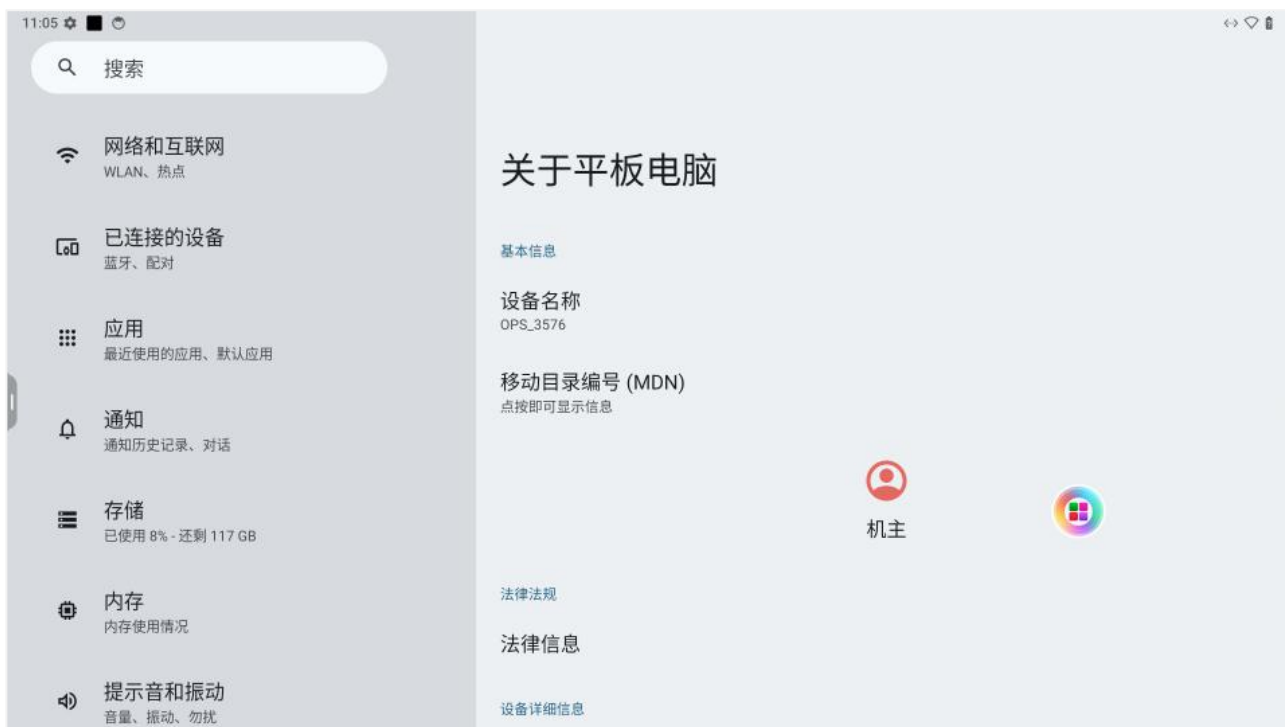 11:05
搜索
网络和互联网
WLAN、热点
已连接的设备
蓝牙、配对
应用
最近使用的应用、默认应用
通知
通知历史记录、对话
存储
已使用 8% - 还剩 117 GB
内存
内存使用情况
提示音和振动
音量、振动、勿扰
关于平板电脑
基本信息
设备名称
OPS_3576
移动目录编号 (MDN)
点按即可显示信息
机主
法律法规
法律信息
设备详细信息